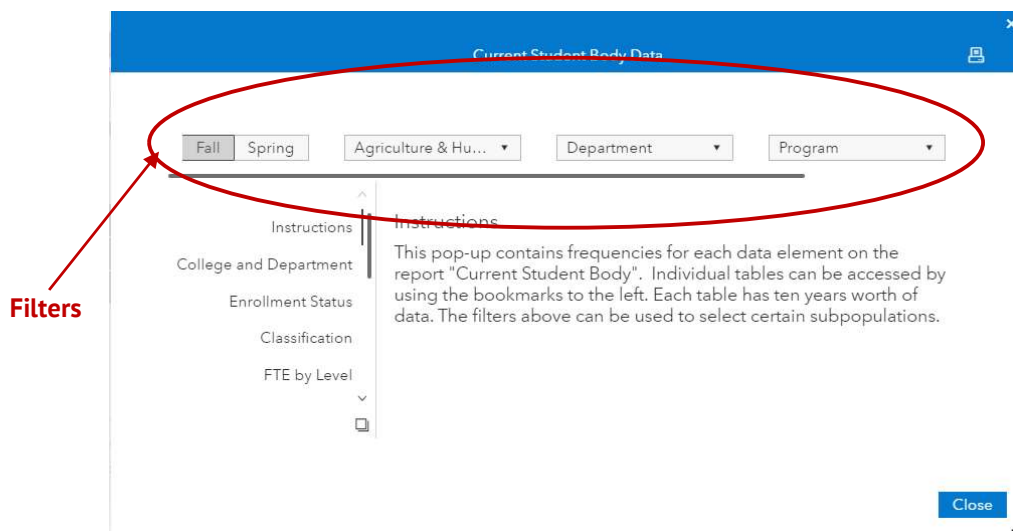 Current Student Body Data
Fall Spring Agriculture & Hu... Department Program
Filters
Instructions
College and Department
Enrollment Status
Classification
FTE by Level
Instructions
This pop-up contains frequencies for each data element on the
report "Current Student Body". Individual tables can be accessed by
using the bookmarks to the left. Each table has ten years worth of
data. The filters above can be used to select certain subpopulations.
Close